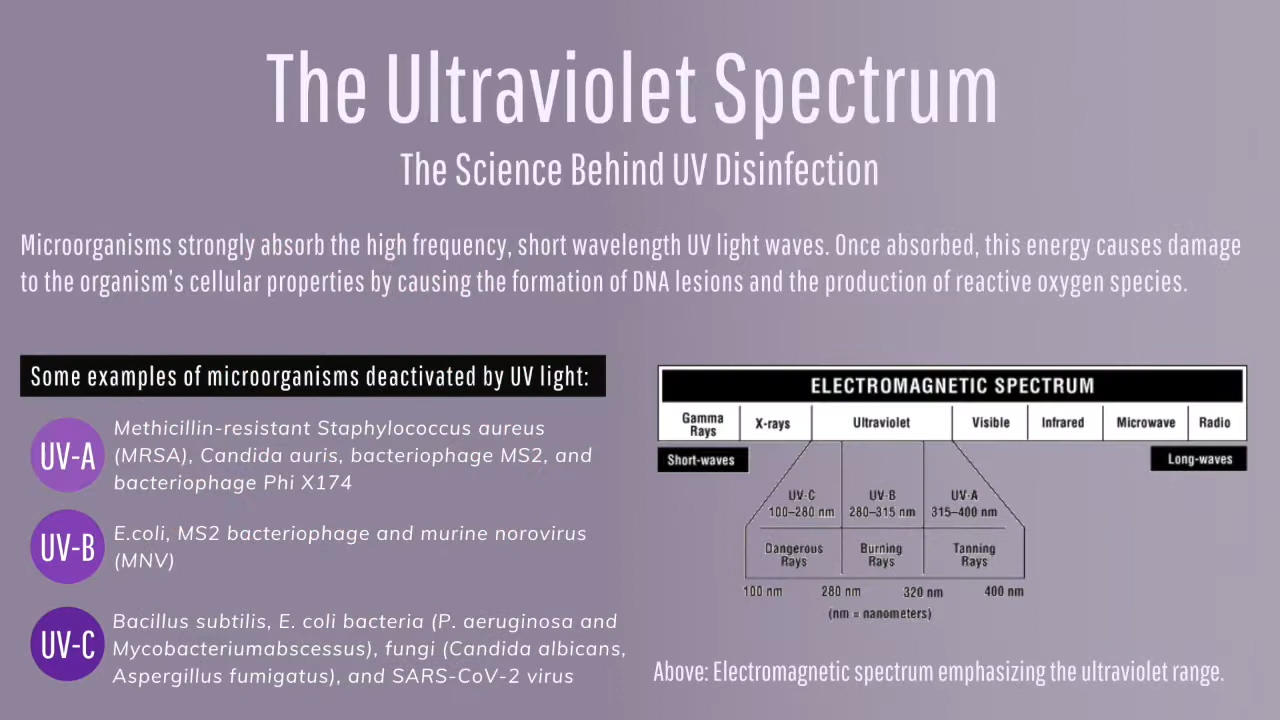 The Ultraviolet Spectrum
The Science Behind UV Disinfection
Microorganisms strongly absorb the high frequency, short wavelength UV light waves. Once absorbed, this energy causes damage
to the organism's cellular properties by causing the formation of DNA lesions and the production of reactive oxygen species.
Some examples of microorganisms deactivated by UV light:
UV-A
Methicillin-resistant Staphylococcus aureus
(MRSA), Candida auris, bacteriophage MS2, and
bacteriophage Phi X174
UV-B
E.coli, MS2 bacteriophage and murine norovirus
(MNV)
UV-C
Bacillus subtilis, E. coli bacteria (P. aeruginosa and
Mycobacteriumabscessus), fungi (Candida albicans,
Aspergillus fumigatus), and SARS-CoV-2 virus
ELECTROMAGNETIC SPECTRUM
Gamma
Rays
X-rays
Ultraviolet
Visible
Infrared
Microwave
Radio
Short-waves
Long-waves
UV-C
100–280 nm
UV-B
280–315 nm
UV-A
315–400 nm
Dangerous
Rays
Burning
Rays
Tanning
Rays
100 nm
280 nm
320 nm
400 nm
(nm = nanometers)
Above: Electromagnetic spectrum emphasizing the ultraviolet range.